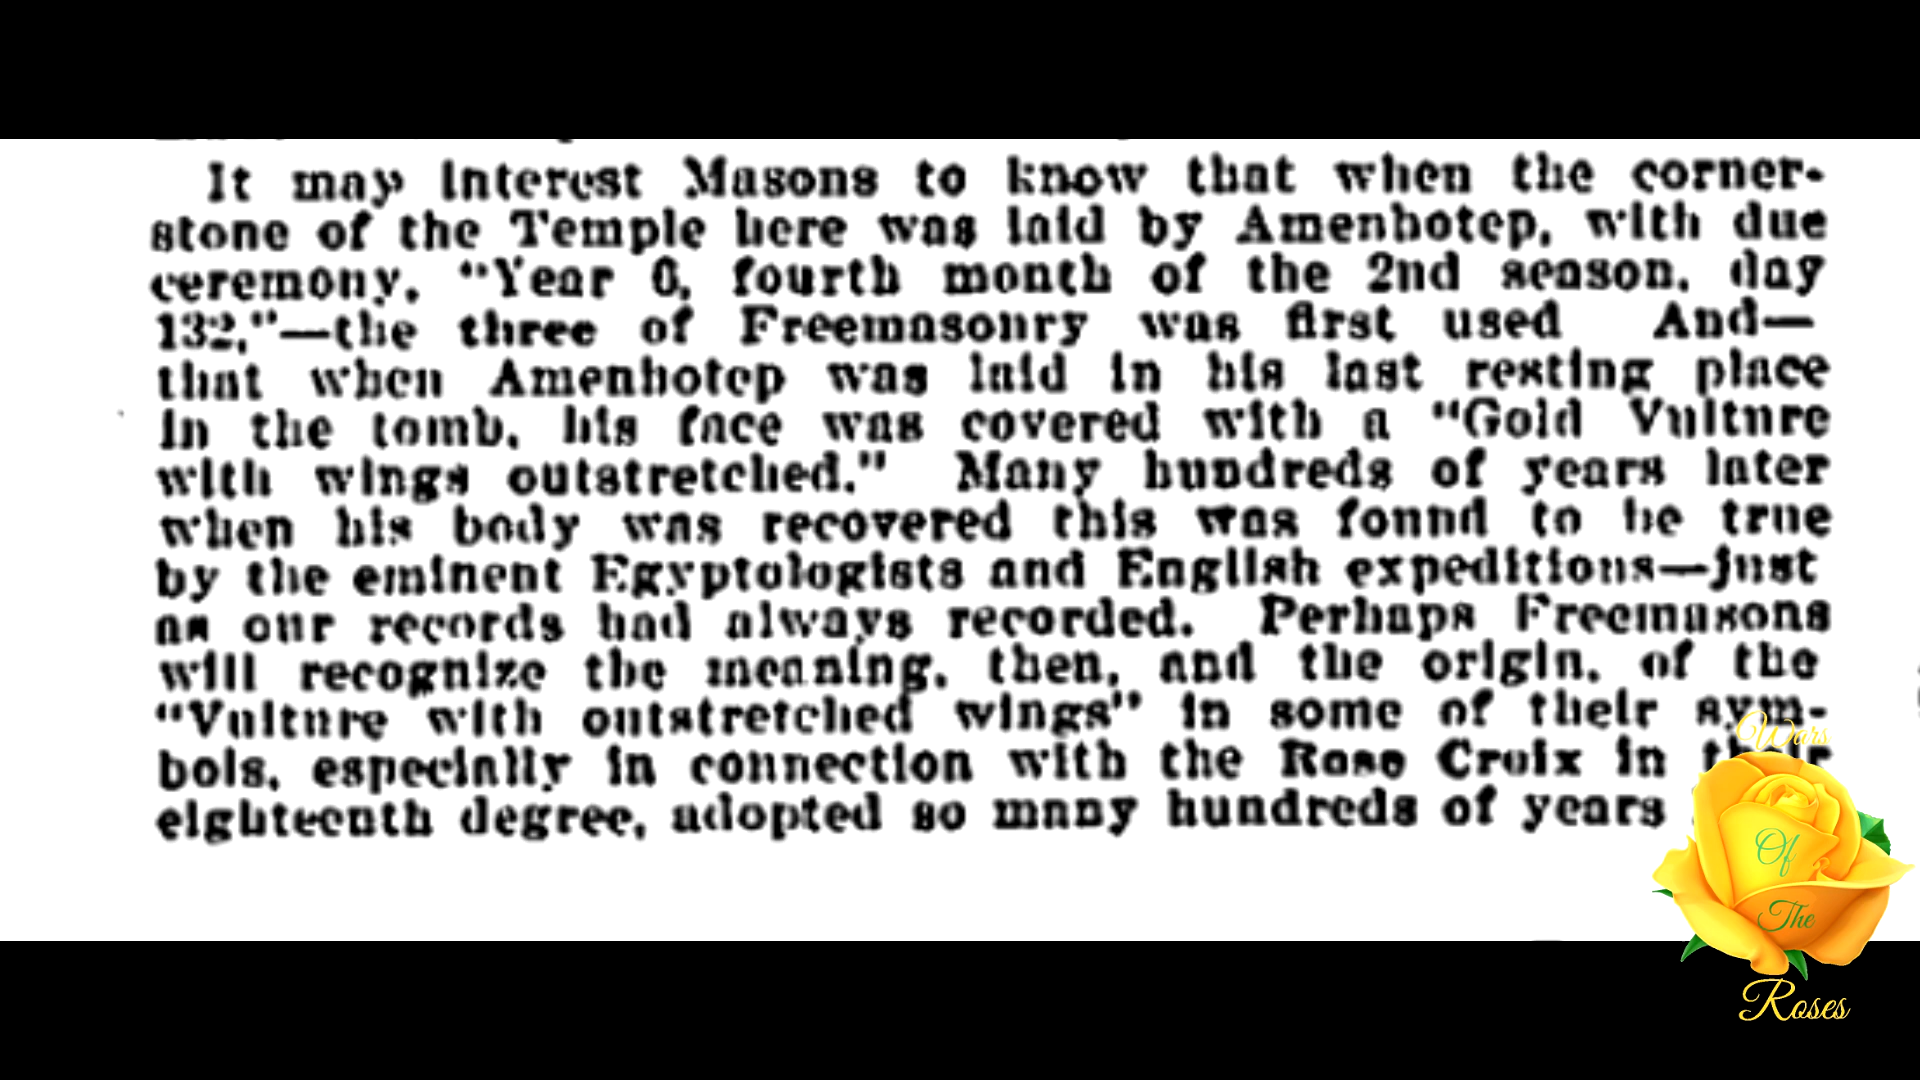 It may interest Masons to know that when the corner-
stone of the Temple here was laid by Amenhotep, with due
ceremony, "Year 6, fourth month of the 2nd season, day
132,"—the three of Freemasonry was first used And—
that when Amenhotep was laid in his last resting place
in the tomb, his face was covered with a "Gold Vulture
with wings outstretched." Many hundreds of years later
when his body was recovered this was found to be true
by the eminent Egyptologists and English expeditions—just
as our records had always recorded. Perhaps Freemasons
will recognize the meaning, then, and the origin, of the
"Vulture with outstretched wings" in some of their sym-
bols, especially in connection with the Rose Croix in
eighteenth degree, adopted so many hundreds of years
Wars
Of
The
Roses